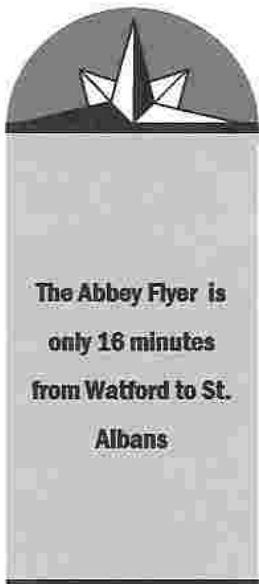 The Abbey Flyer is
only 16 minutes
from Watford to St.
Albans